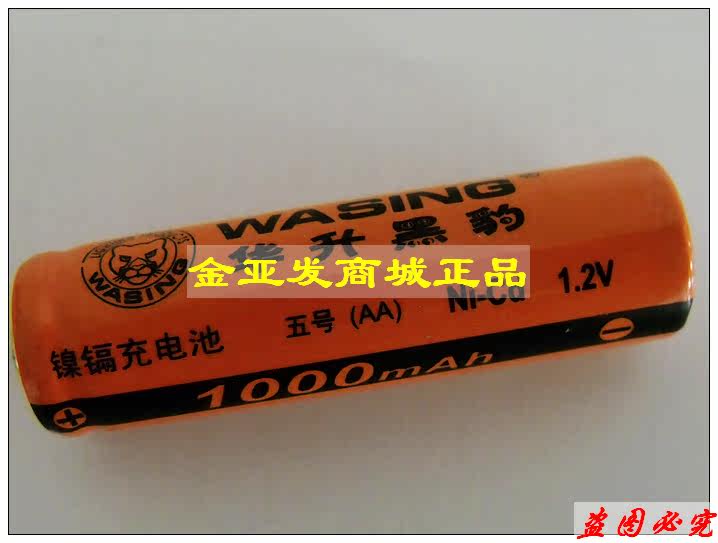 WASING
华升黑豹
WASING
金亚发商城正品
镍镉充电池
五号 (AA)
Ni-Cd
1.2V
1000mAh
+
−
盗图必究